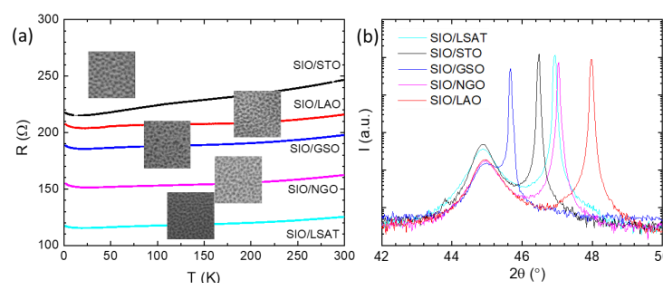 (a)
300
250
200
150
100
R (Ω)
SIO/STO
SIO/LAO
SIO/GSO
SIO/NGO
SIO/LSAT
0 50 100 150 200 250 300
T (K)
(b)
I (a.u.)
SIO/LSAT
SIO/STO
SIO/GSO
SIO/NGO
SIO/LAO
42 44 46 48
2θ (°)